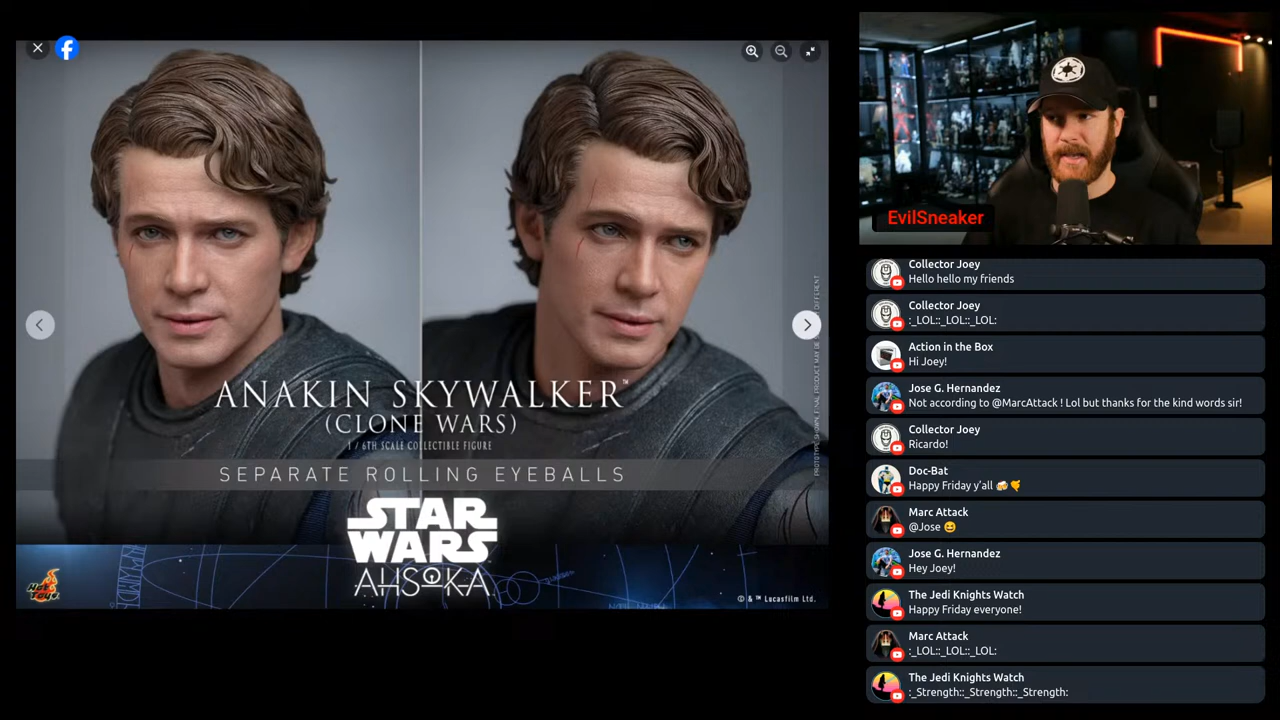 ANAKIN SKYWALKER™
(CLONE WARS)
1 / 6TH SCALE COLLECTIBLE FIGURE
SEPARATE ROLLING EYEBALLS
STAR
WARS
AHSOKA
Hot
Toys
© & ™ Lucasfilm Ltd.
EvilSneaker
Collector Joey
Hello hello my friends
Collector Joey
:_LOL::_LOL::_LOL:
Action in the Box
Hi Joey!
Jose G. Hernandez
Not according to @MarcAttack ! Lol but thanks for the kind words sir!
Collector Joey
Ricardo!
Doc-Bat
Happy Friday y'all 🍻🤙
Marc Attack
@Jose 😆
Jose G. Hernandez
Hey Joey!
The Jedi Knights Watch
Happy Friday everyone!
Marc Attack
:_LOL::_LOL::_LOL:
The Jedi Knights Watch
:_Strength::_Strength::_Strength: